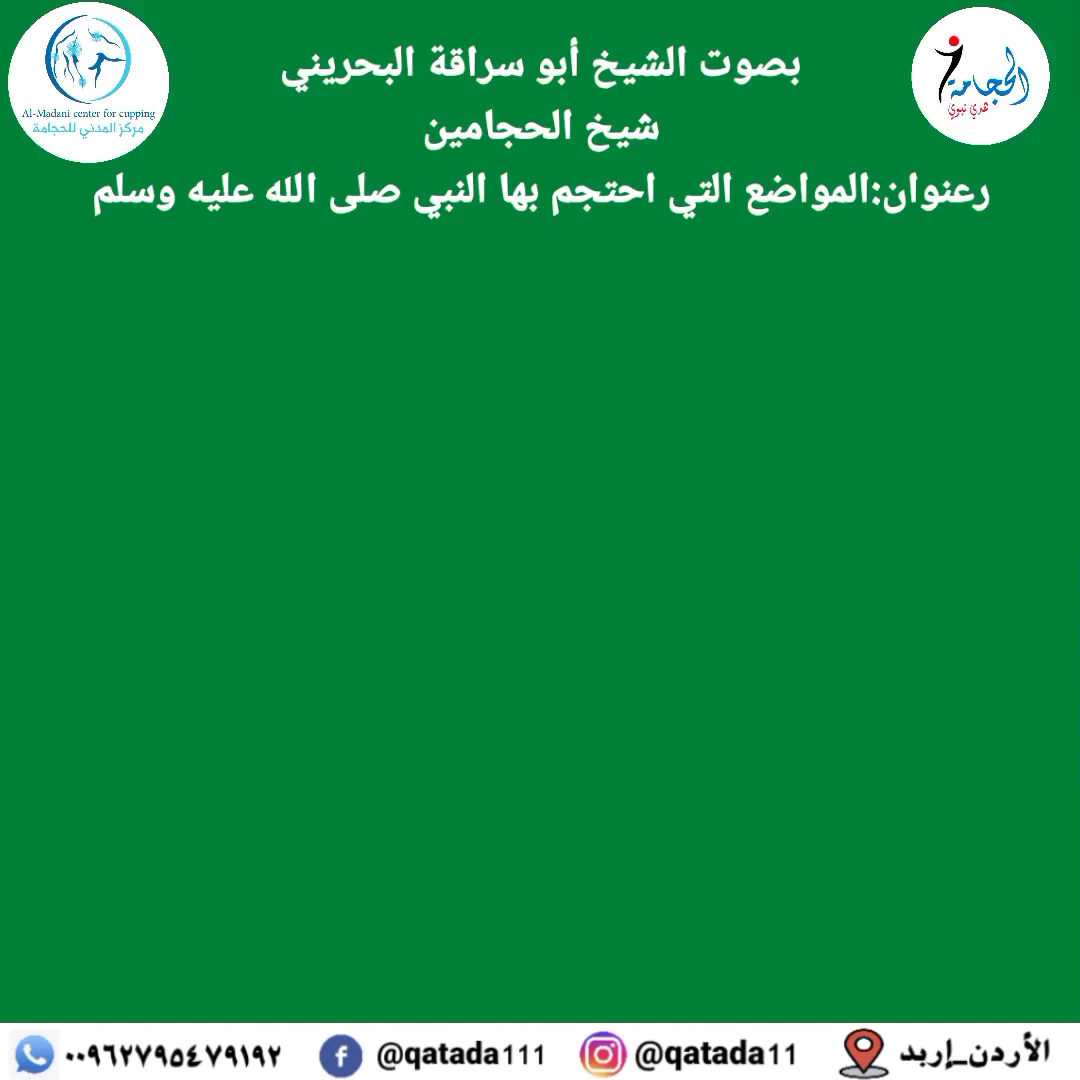 Al-Madani center for cupping
مركز المدني للحجامة
الحجامة
هدي نبوي
بصوت الشيخ أبو سراقة البحريني
شيخ الحجامين
رعنوان:المواضع التي احتجم بها النبي صلى الله عليه وسلم
٠٠٩٦٢٧٩٥٤٧٩١٩٢
@qatada111
@qatada11
الأردن_إربد